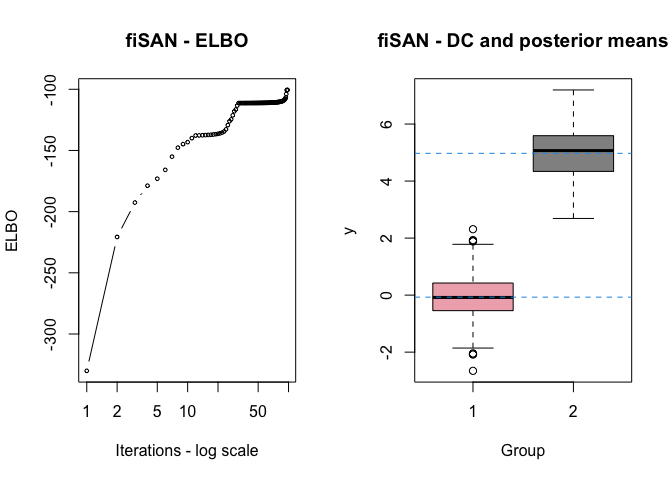 fiSAN - ELBO
ELBO
-100
-150
-200
-250
-300
1 2 5 10 50
Iterations - log scale
fiSAN - DC and posterior means
y
6
4
2
0
-2
1 2
Group